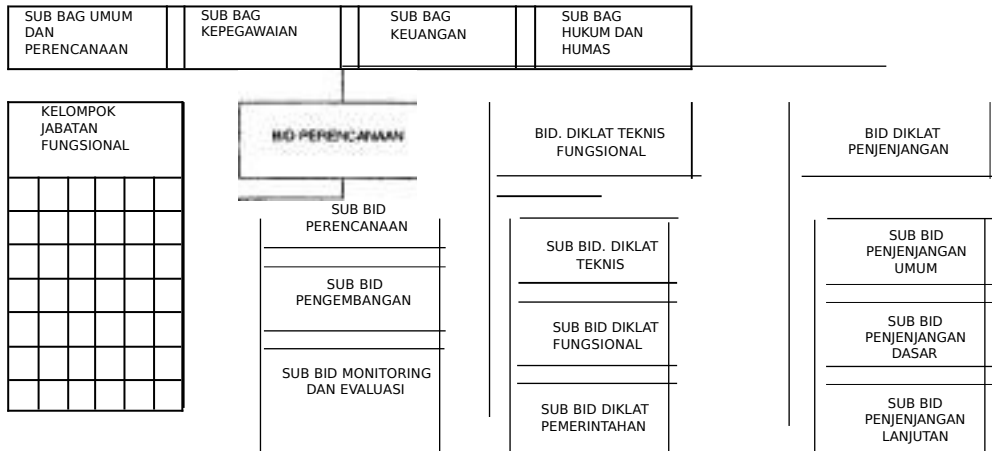 SUB BAG UMUM
DAN
PERENCANAAN
SUB BAG
KEPEGAWAIAN
SUB BAG
KEUANGAN
SUB BAG
HUKUM DAN
HUMAS
KELOMPOK
JABATAN
FUNGSIONAL
BID PERENCANAAN
BID. DIKLAT TEKNIS
FUNGSIONAL
BID DIKLAT
PENJENJANGAN
SUB BID
PERENCANAAN
SUB BID
PENGEMBANGAN
SUB BID MONITORING
DAN EVALUASI
SUB BID. DIKLAT
TEKNIS
SUB BID DIKLAT
FUNGSIONAL
SUB BID DIKLAT
PEMERINTAHAN
SUB BID
PENJENJANGAN
UMUM
SUB BID
PENJENJANGAN
DASAR
SUB BID
PENJENJANGAN
LANJUTAN